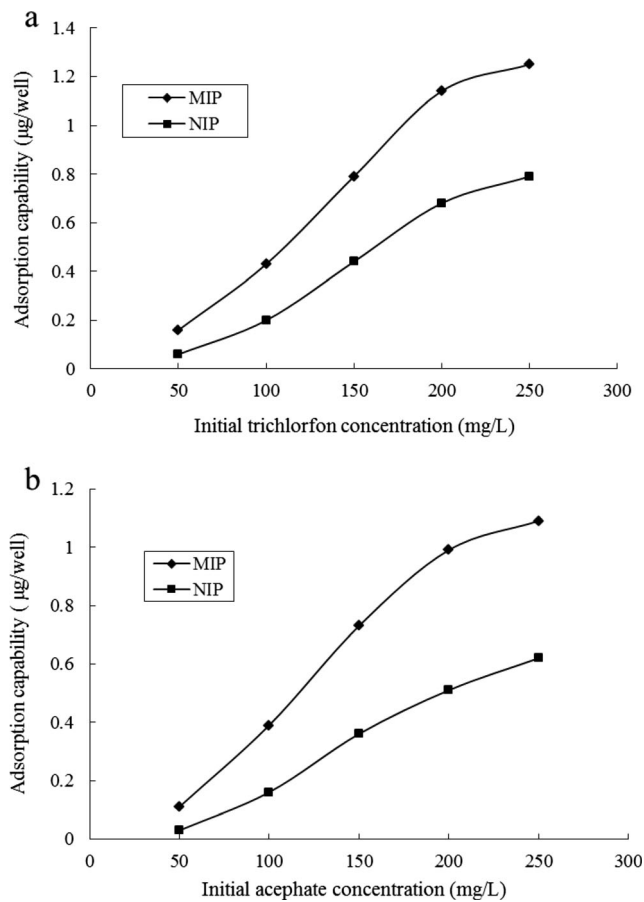 a
1.4
1.2
1
0.8
0.6
0.4
0.2
0
Adsorption capability (μg/well)
MIP
NIP
0 50 100 150 200 250 300
Initial trichlorfon concentration (mg/L)
b
1.2
1
0.8
0.6
0.4
0.2
0
Adsorption capability ( μg/well)
MIP
NIP
0 50 100 150 200 250 300
Initial acephate concentration (mg/L)